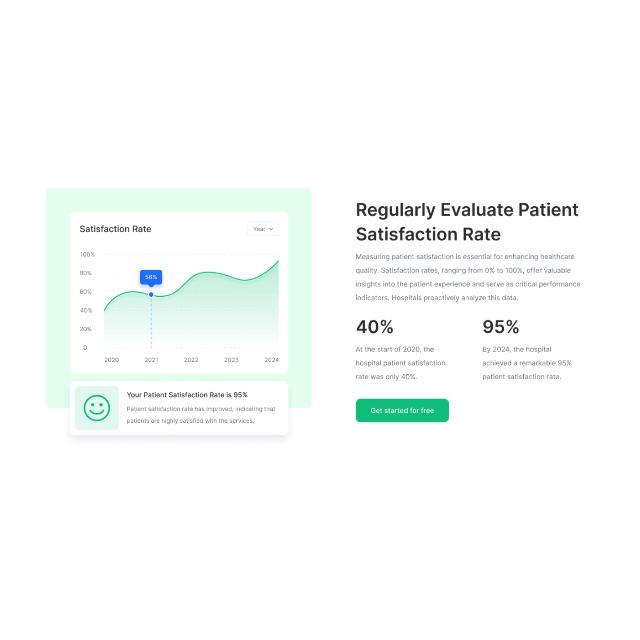 Satisfaction Rate
Year
100%
80%
60%
40%
20%
0
58%
2020 2021 2022 2023 2024
Your Patient Satisfaction Rate is 95%
Patient satisfaction rate has improved, indicating that
patients are highly satisfied with the services.
Regularly Evaluate Patient
Satisfaction Rate
Measuring patient satisfaction is essential for enhancing healthcare
quality. Satisfaction rates, ranging from 0% to 100%, offer valuable
insights into the patient experience and serve as critical performance
indicators. Hospitals proactively analyze this data.
40%
At the start of 2020, the
hospital patient satisfaction
rate was only 40%.
95%
By 2024, the hospital
achieved a remarkable 95%
patient satisfaction rate.
Get started for free